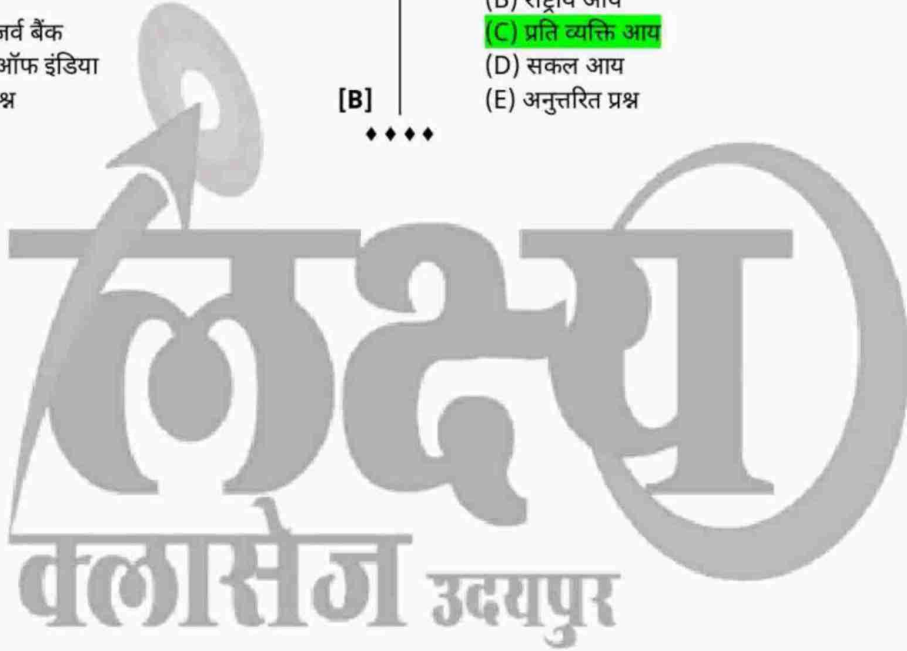 बैंक
ऑफ इंडिया
[B]
(C) प्रति व्यक्ति आय
(D) सकल आय
(E) अनुत्तरित प्रश्न
लक्ष्य
क्लासेज उदयपुर